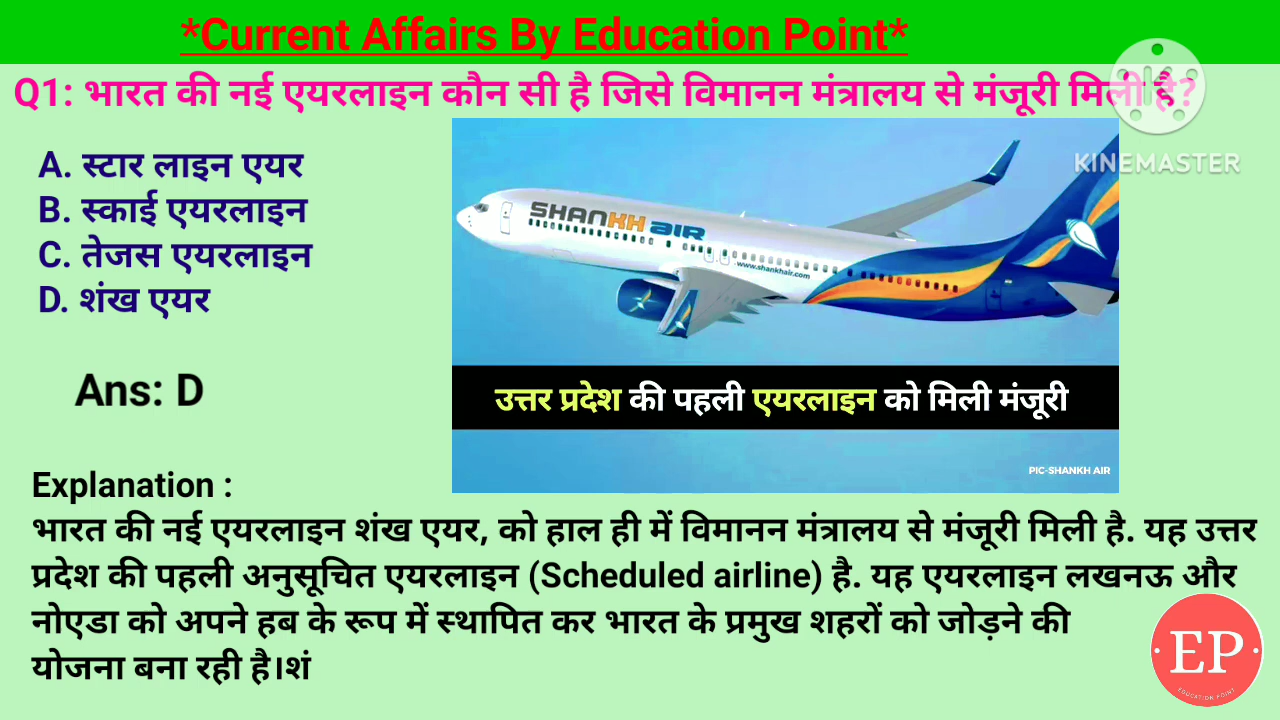 *Current Affairs By Education Point*
Q1: भारत की नई एयरलाइन कौन सी है जिसे विमानन मंत्रालय से मंजूरी मिली है?
KINEMASTER
A. स्टार लाइन एयर
B. स्काई एयरलाइन
C. तेजस एयरलाइन
D. शंख एयर
SHANKH AIR
www.shankhair.com
Ans: D
उत्तर प्रदेश की पहली एयरलाइन को मिली मंजूरी
PIC-SHANKH AIR
Explanation :
भारत की नई एयरलाइन शंख एयर, को हाल ही में विमानन मंत्रालय से मंजूरी मिली है. यह उत्तर
प्रदेश की पहली अनुसूचित एयरलाइन (Scheduled airline) है. यह एयरलाइन लखनऊ और
नोएडा को अपने हब के रूप में स्थापित कर भारत के प्रमुख शहरों को जोड़ने की
योजना बना रही है।शं
EP
EDUCATION POINT